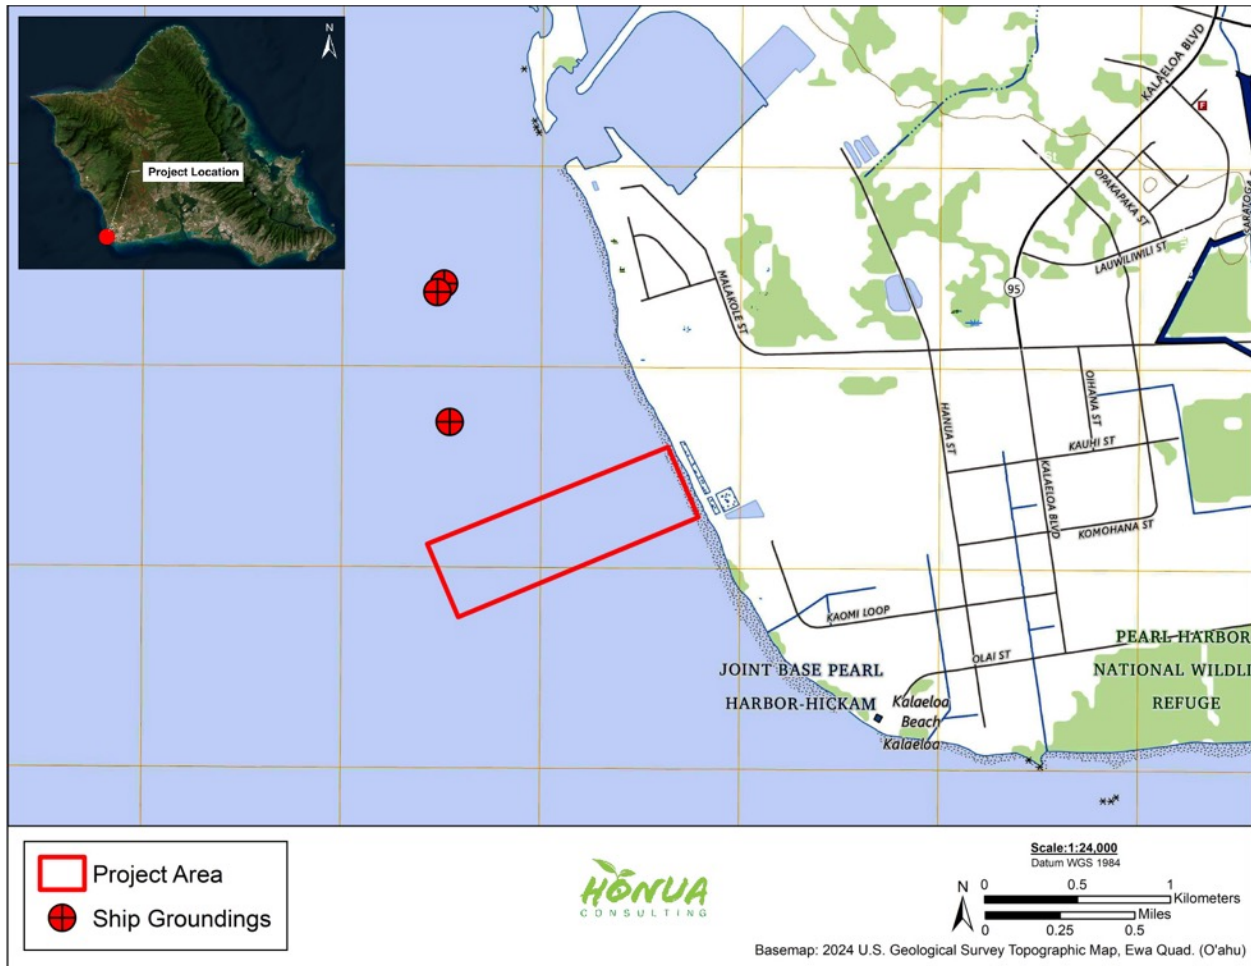 N
Project Location
KALAELOA BLVD
F
OPAKAPAKA ST
LAUWILIWILI ST
95
MALAKOLE ST
HANUA ST
OIHANA ST
KAUHI ST
KALAELOA BLVD
KOMOHANA ST
KAOMI LOOP
OLAI ST
JOINT BASE PEARL
HARBOR-HICKAM
Kalaeloa
Beach
Kalaeloa
PEARL HARBOR
NATIONAL WILDLI
REFUGE
Project Area
Ship Groundings
HONUA
CONSULTING
Scale:1:24,000
Datum WGS 1984
N
0 0.5 1
Kilometers
Miles
0 0.25 0.5
Basemap: 2024 U.S. Geological Survey Topographic Map, Ewa Quad. (O'ahu)